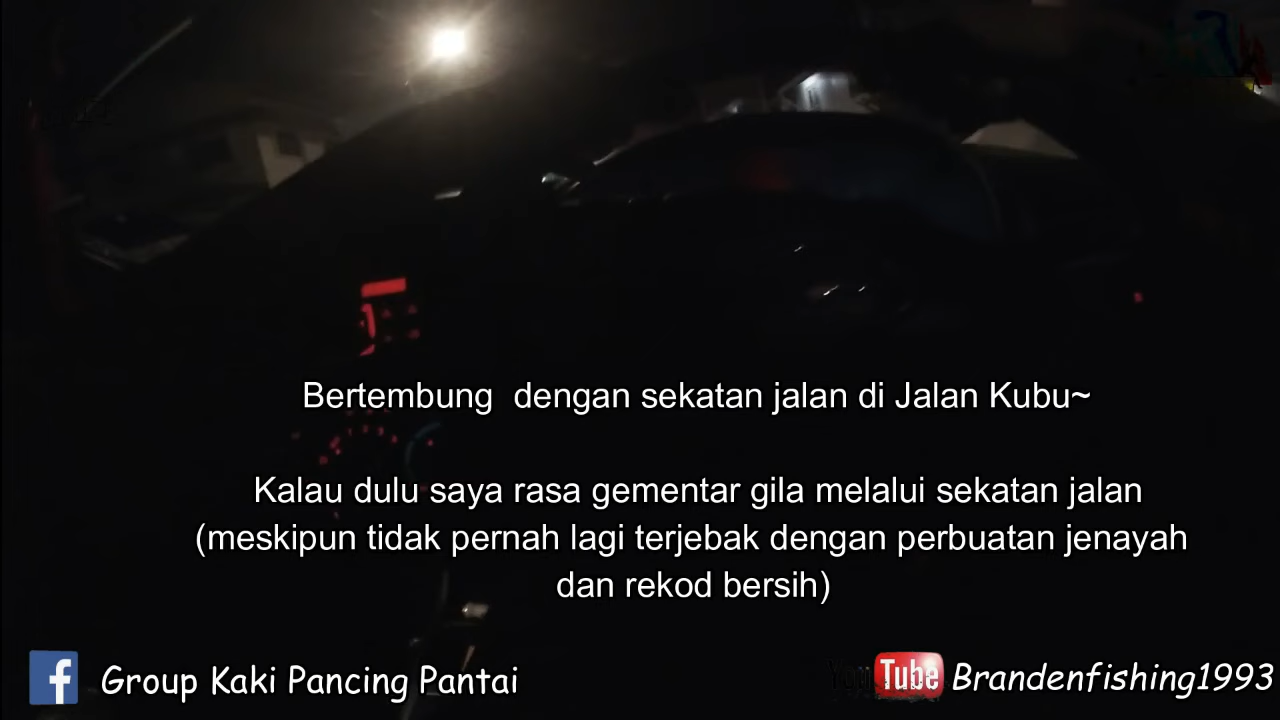 Bertembung  dengan sekatan jalan di Jalan Kubu~
Kalau dulu saya rasa gementar gila melalui sekatan jalan
(meskipun tidak pernah lagi terjebak dengan perbuatan jenayah
dan rekod bersih)
f Group Kaki Pancing Pantai
YouTube Brandenfishing1993